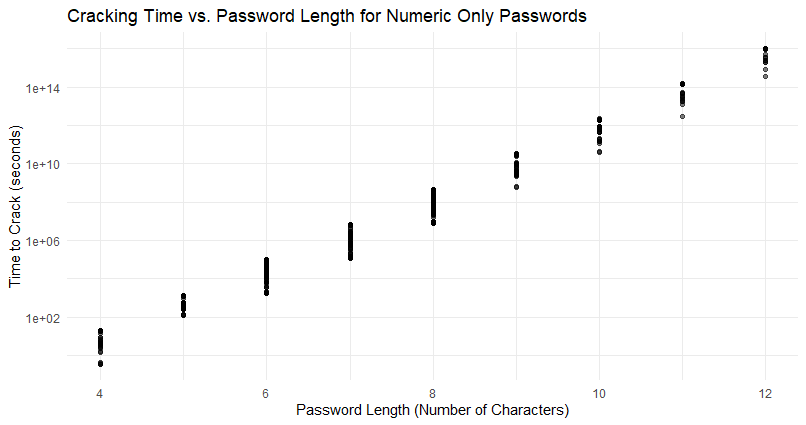 Cracking Time vs. Password Length for Numeric Only Passwords
Time to Crack (seconds)
1e+14
1e+10
1e+06
1e+02
4 6 8 10 12
Password Length (Number of Characters)